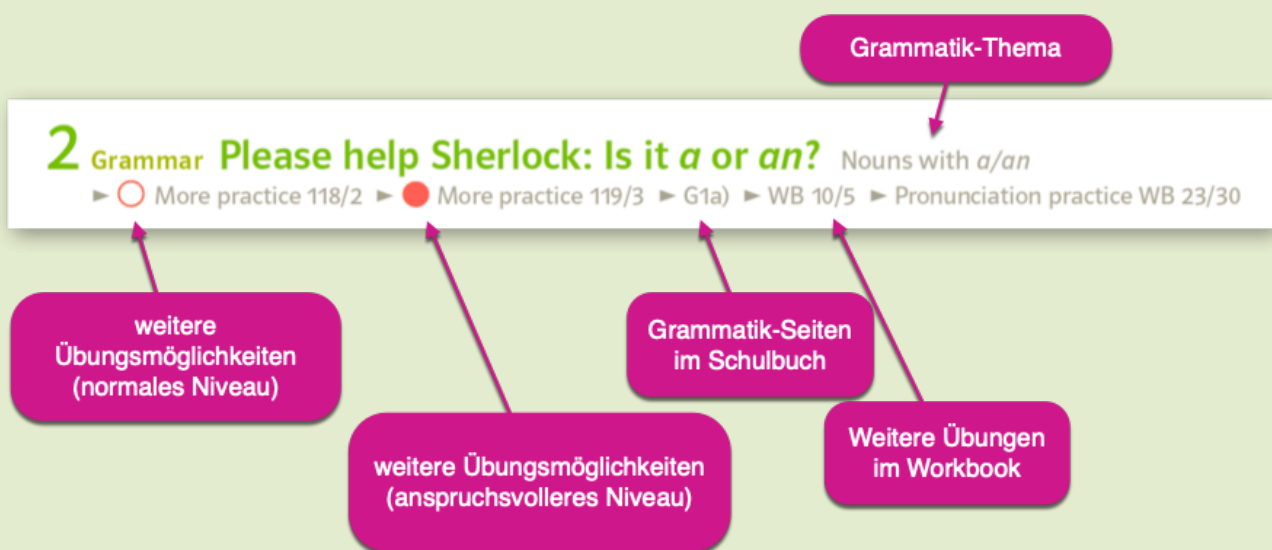 Grammatik-Thema
2 Grammar Please help Sherlock: Is it a or an? Nouns with a/an
► ○ More practice 118/2 ► ● More practice 119/3 ► G1a) ► WB 10/5 ► Pronunciation practice WB 23/30
weitere
Übungsmöglichkeiten
(normales Niveau)
Grammatik-Seiten
im Schulbuch
weitere Übungsmöglichkeiten
(anspruchsvolleres Niveau)
Weitere Übungen
im Workbook